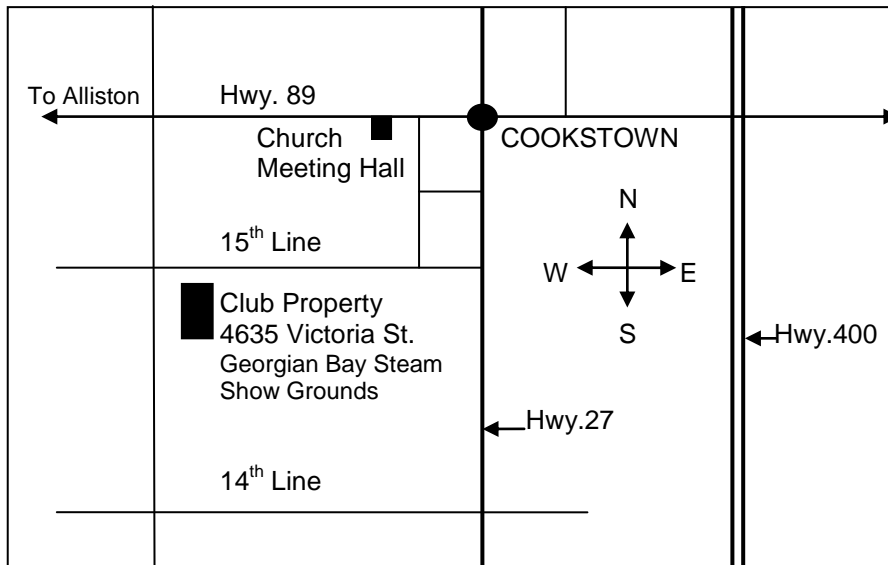 To Alliston
Hwy. 89
Church
Meeting Hall
COOKSTOWN
N
W
E
S
15th Line
Club Property
4635 Victoria St.
Georgian Bay Steam
Show Grounds
Hwy.400
Hwy.27
14th Line